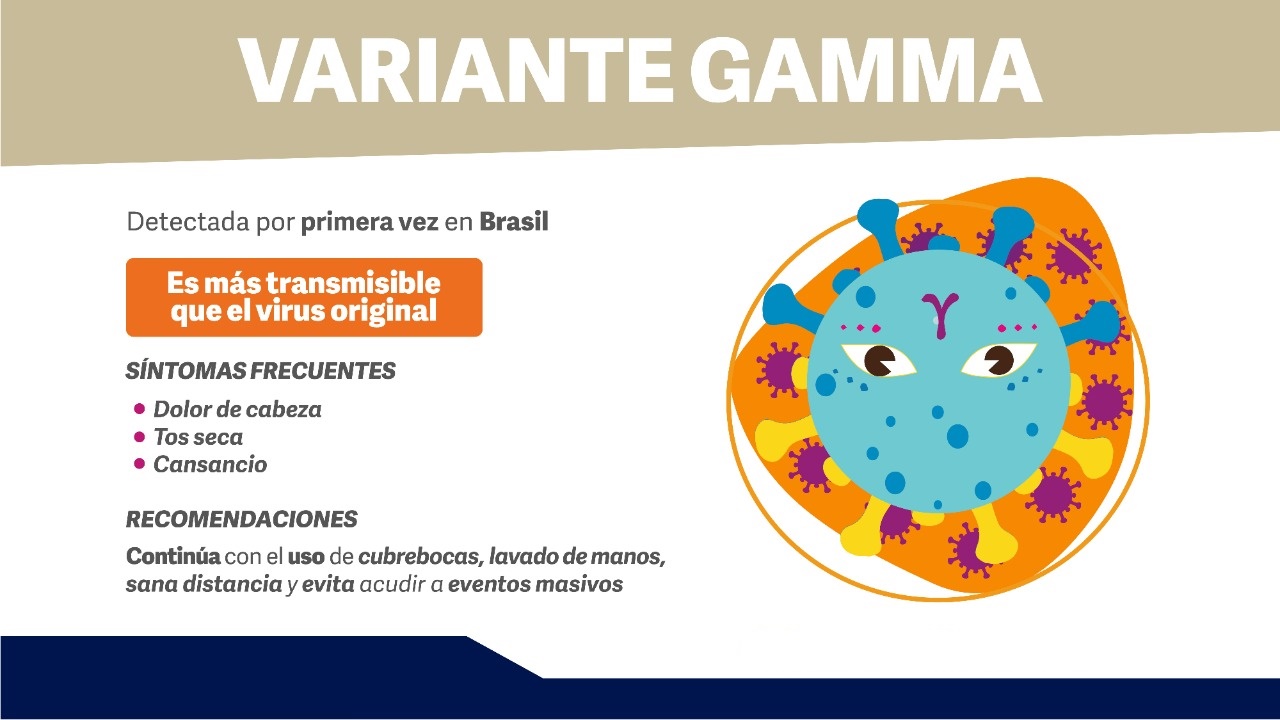 VARIANTE GAMMA
Detectada por primera vez en Brasil
Es más transmisible
que el virus original
SÍNTOMAS FRECUENTES
Dolor de cabeza
Tos seca
Cansancio
RECOMENDACIONES
Continúa con el uso de cubrebocas, lavado de manos,
sana distancia y evita acudir a eventos masivos
γ